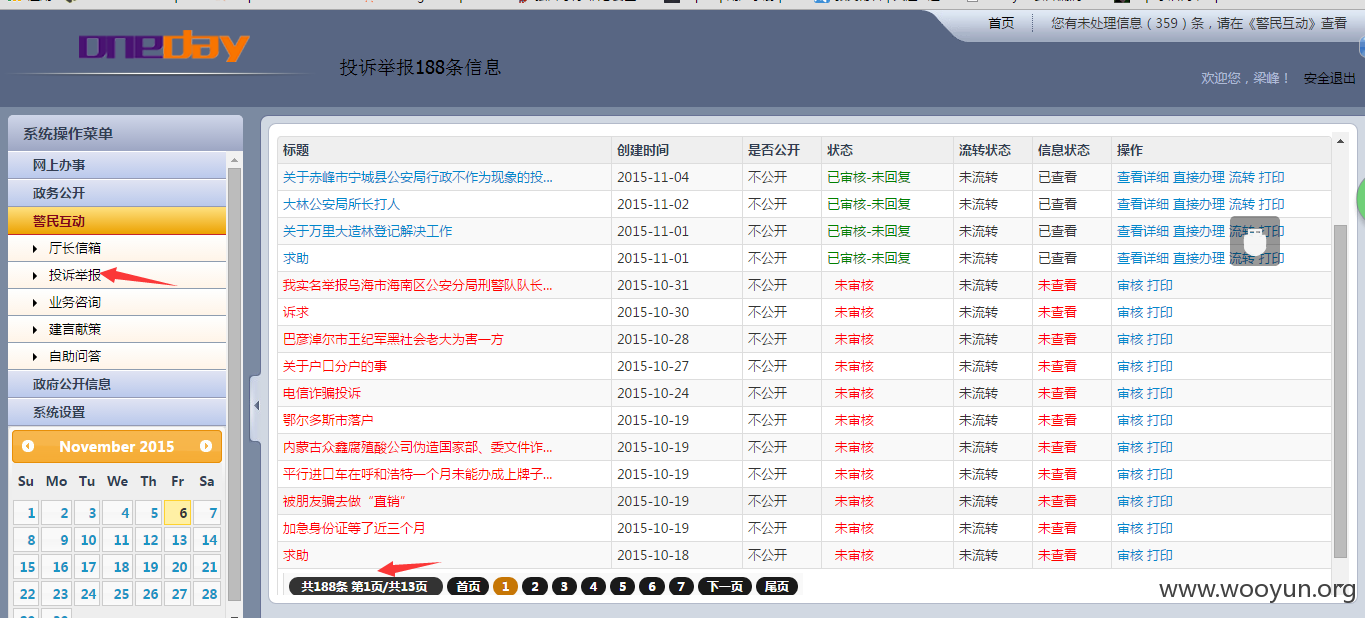 首页 您有未处理信息（359）条，请在《警民互动》查看
oneday
投诉举报188条信息
欢迎您，梁峰！ 安全退出
系统操作菜单
网上办事
政务公开
警民互动
厅长信箱
投诉举报
业务咨询
建言献策
自助问答
政府公开信息
系统设置
November 2015
Su Mo Tu We Th Fr Sa
1 2 3 4 5 6 7
8 9 10 11 12 13 14
15 16 17 18 19 20 21
22 23 24 25 26 27 28
标题 创建时间 是否公开 状态 流转状态 信息状态 操作
关于赤峰市宁城县公安局行政不作为现象的投... 2015-11-04 不公开 已审核-未回复 未流转 已查看 查看详细 直接办理 流转 打印
大林公安局所长打人 2015-11-02 不公开 已审核-未回复 未流转 已查看 查看详细 直接办理 流转 打印
关于万里大造林登记解决工作 2015-11-01 不公开 已审核-未回复 未流转 已查看 查看详细 直接办理 流转 打印
求助 2015-11-01 不公开 已审核-未回复 未流转 已查看 查看详细 直接办理 流转 打印
我实名举报乌海市海南区公安分局刑警队队长... 2015-10-31 不公开 未审核 未流转 未查看 审核 打印
诉求 2015-10-30 不公开 未审核 未流转 未查看 审核 打印
巴彦淖尔市王纪军黑社会老大为害一方 2015-10-28 不公开 未审核 未流转 未查看 审核 打印
关于户口分户的事 2015-10-27 不公开 未审核 未流转 未查看 审核 打印
电信诈骗投诉 2015-10-24 不公开 未审核 未流转 未查看 审核 打印
鄂尔多斯市落户 2015-10-19 不公开 未审核 未流转 未查看 审核 打印
内蒙古众鑫腐殖酸公司伪造国家部、委文件诈... 2015-10-19 不公开 未审核 未流转 未查看 审核 打印
平行进口车在呼和浩特一个月未能办成上牌子... 2015-10-19 不公开 未审核 未流转 未查看 审核 打印
被朋友骗去做“直销” 2015-10-19 不公开 未审核 未流转 未查看 审核 打印
加急身份证等了近三个月 2015-10-19 不公开 未审核 未流转 未查看 审核 打印
求助 2015-10-18 不公开 未审核 未流转 未查看 审核 打印
共188条 第1页/共13页 首页 1 2 3 4 5 6 7 下一页 尾页
www.wooyun.org